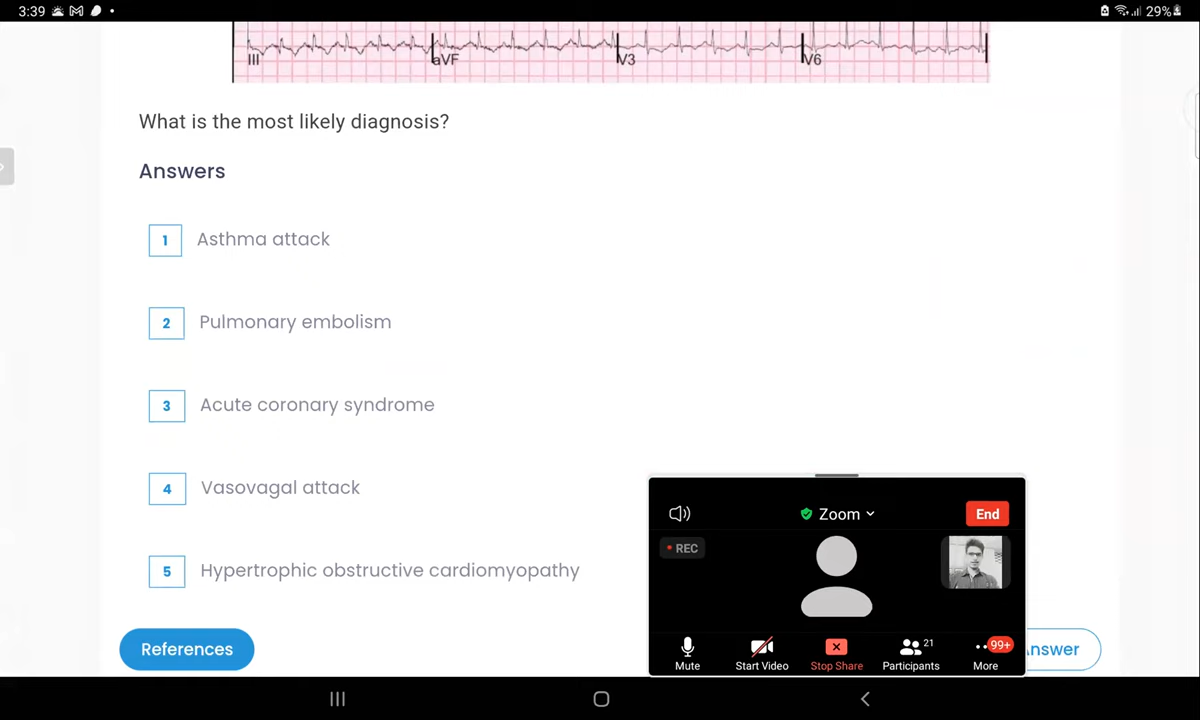 3:39
29%
III
aVF
V3
V6
What is the most likely diagnosis?
Answers
1 Asthma attack
2 Pulmonary embolism
3 Acute coronary syndrome
4 Vasovagal attack
5 Hypertrophic obstructive cardiomyopathy
Zoom
End
REC
References
Mute
Start Video
Stop Share
Participants
21
More
99+
nswer